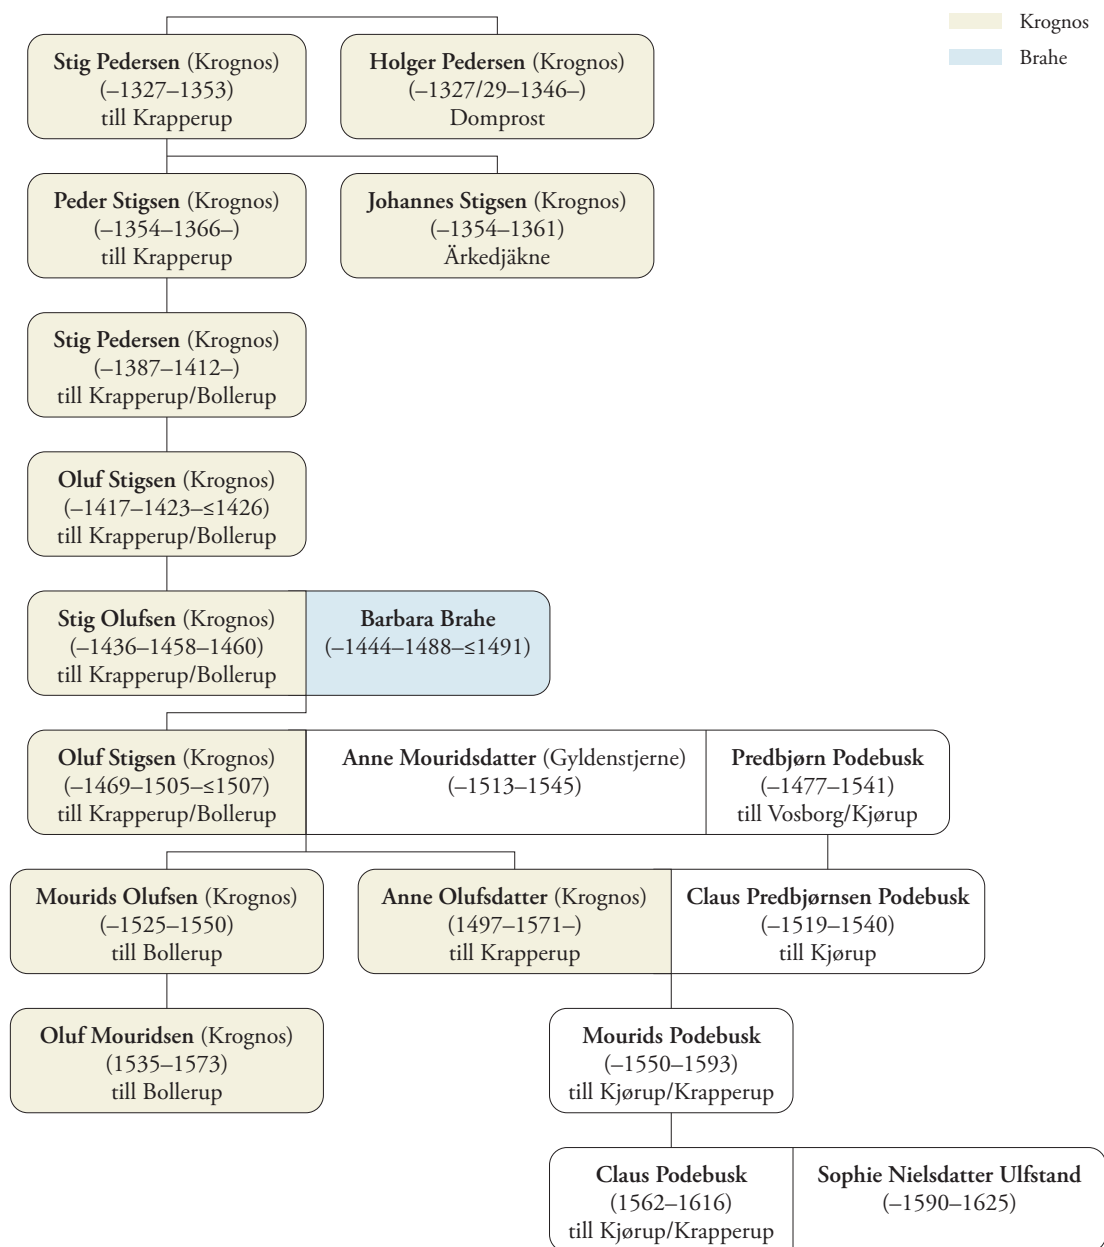 Krognos
Brahe
Stig Pedersen (Krognos)
(–1327–1353)
till Krapperup
Holger Pedersen (Krognos)
(–1327/29–1346–)
Domprost
Peder Stigsen (Krognos)
(–1354–1366–)
till Krapperup
Johannes Stigsen (Krognos)
(–1354–1361)
Ärkedjäkne
Stig Pedersen (Krognos)
(–1387–1412–)
till Krapperup/Bollerup
Oluf Stigsen (Krognos)
(–1417–1423–≤1426)
till Krapperup/Bollerup
Stig Olufsen (Krognos)
(–1436–1458–1460)
till Krapperup/Bollerup
Barbara Brahe
(–1444–1488–≤1491)
Oluf Stigsen (Krognos)
(–1469–1505–≤1507)
till Krapperup/Bollerup
Anne Mouridsdatter (Gyldenstjerne)
(–1513–1545)
Predbjørn Podebusk
(–1477–1541)
till Vosborg/Kjørup
Mourids Olufsen (Krognos)
(–1525–1550)
till Bollerup
Anne Olufsdatter (Krognos)
(1497–1571–)
till Krapperup
Claus Predbjørnsen Podebusk
(–1519–1540)
till Kjørup
Oluf Mouridsen (Krognos)
(1535–1573)
till Bollerup
Mourids Podebusk
(–1550–1593)
till Kjørup/Krapperup
Claus Podebusk
(1562–1616)
till Kjørup/Krapperup
Sophie Nielsdatter Ulfstand
(–1590–1625)